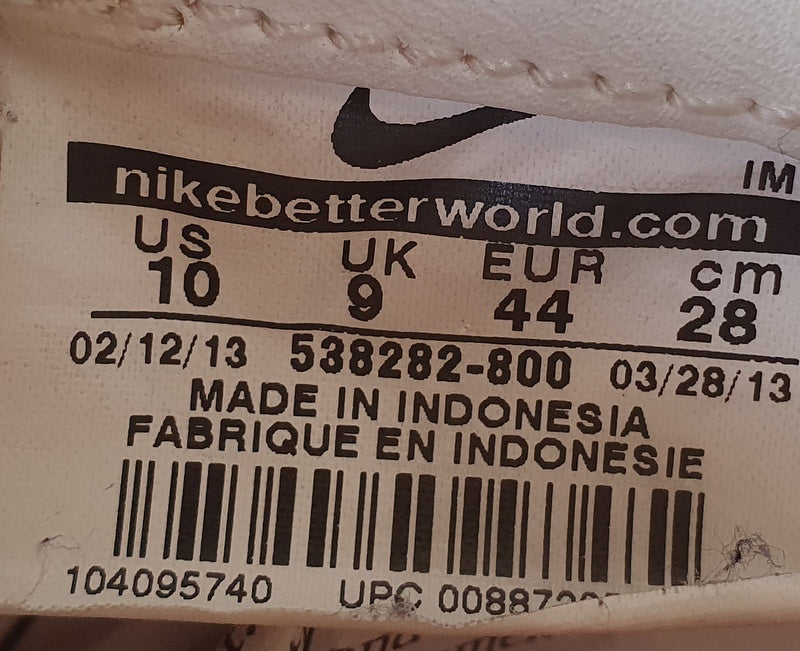 IM
nikebetterworld.com
US UK EUR cm
10 9 44 28
02/12/13 538282-800 03/28/13
MADE IN INDONESIA
FABRIQUE EN INDONESIE
104095740 UPC